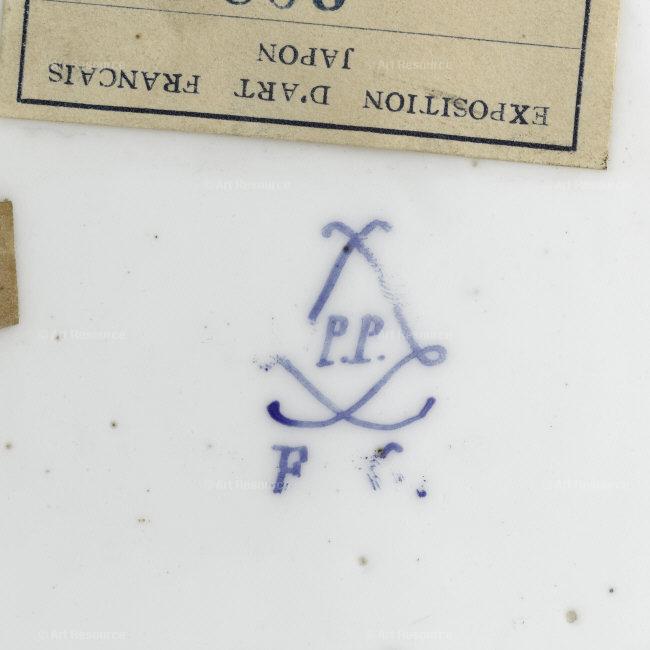 EXPOSITION D'ART FRANCAIS
JAPON
P.P.
F